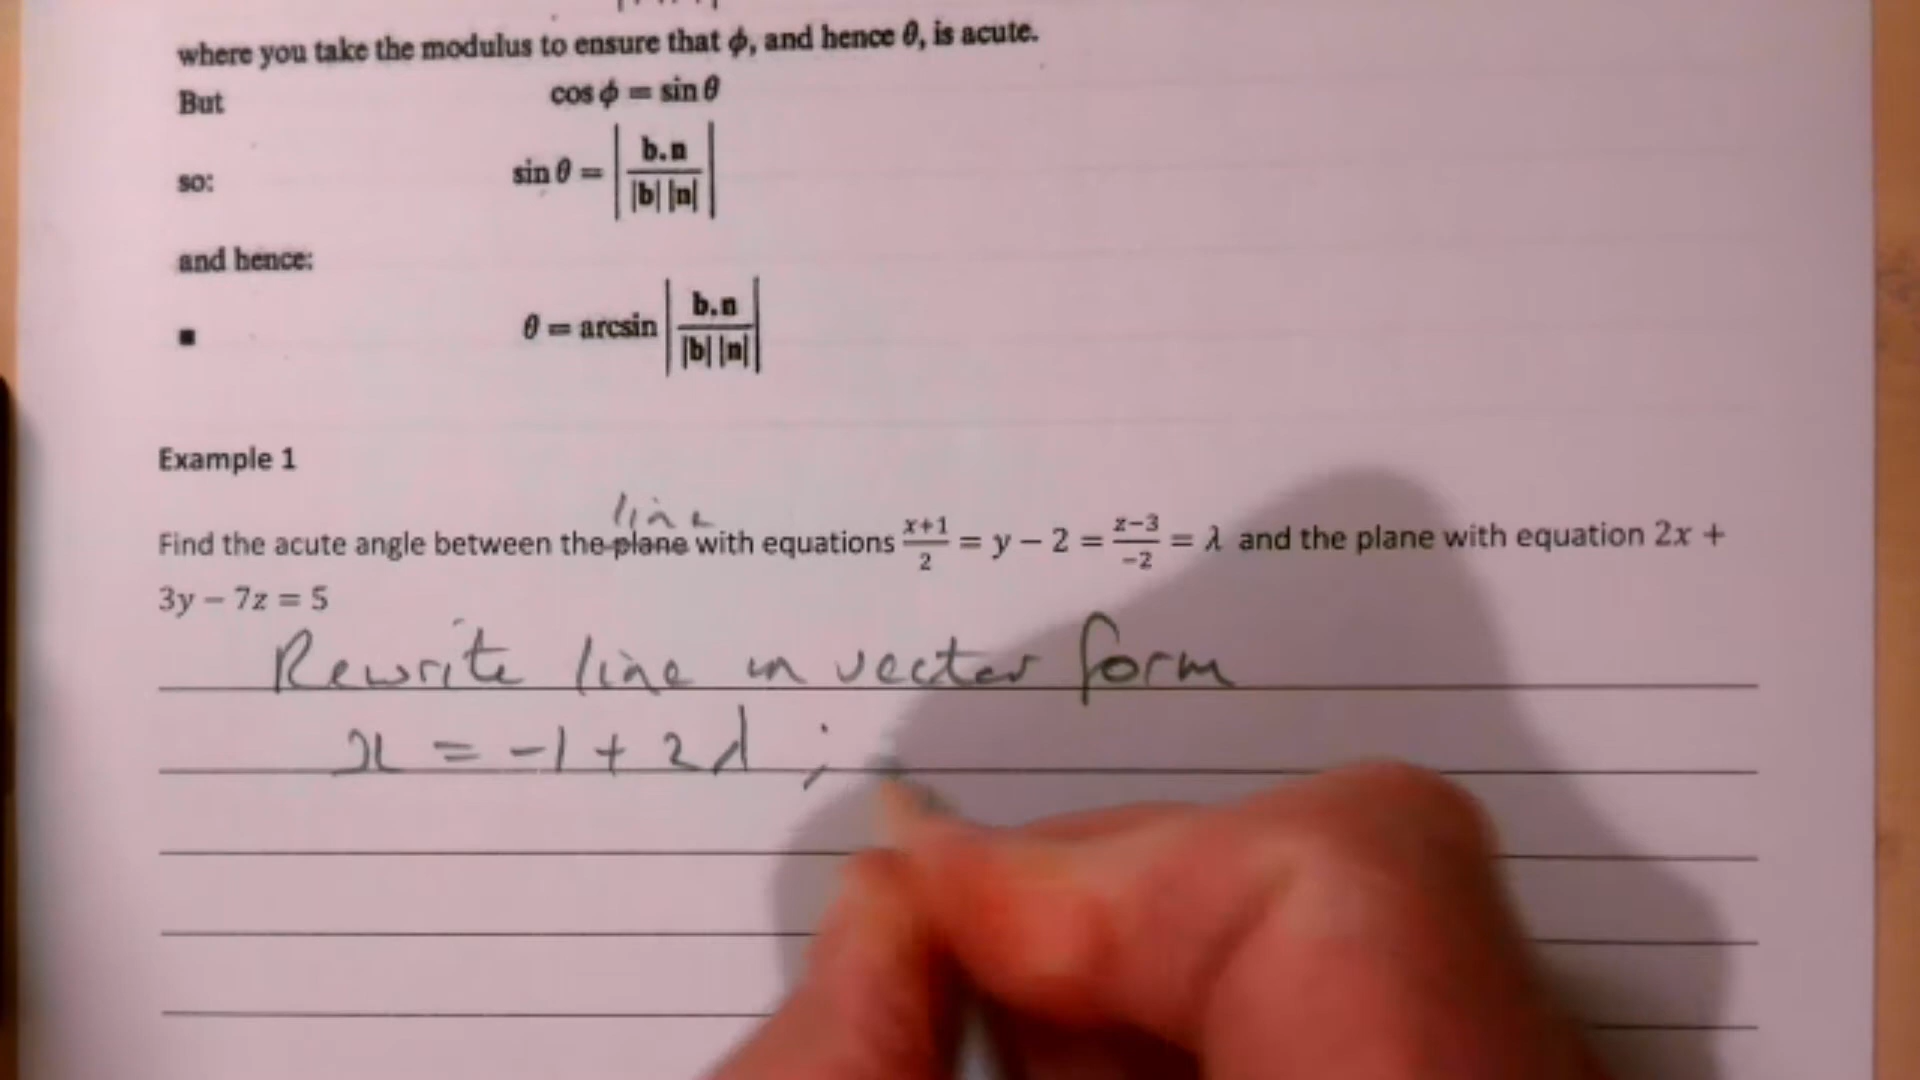 where you take the modulus to ensure that ϕ, and hence θ, is acute.
But cos ϕ = sin θ
so: sin θ = | b.n / |b| |n| |
and hence:
■ θ = arcsin | b.n / |b| |n| |
Example 1
line
Find the acute angle between the plane with equations (x+1)/2 = y − 2 = (z−3)/−2 = λ and the plane with equation 2x +
3y − 7z = 5
Rewrite line in vector form
x = -1 + 2λ ;